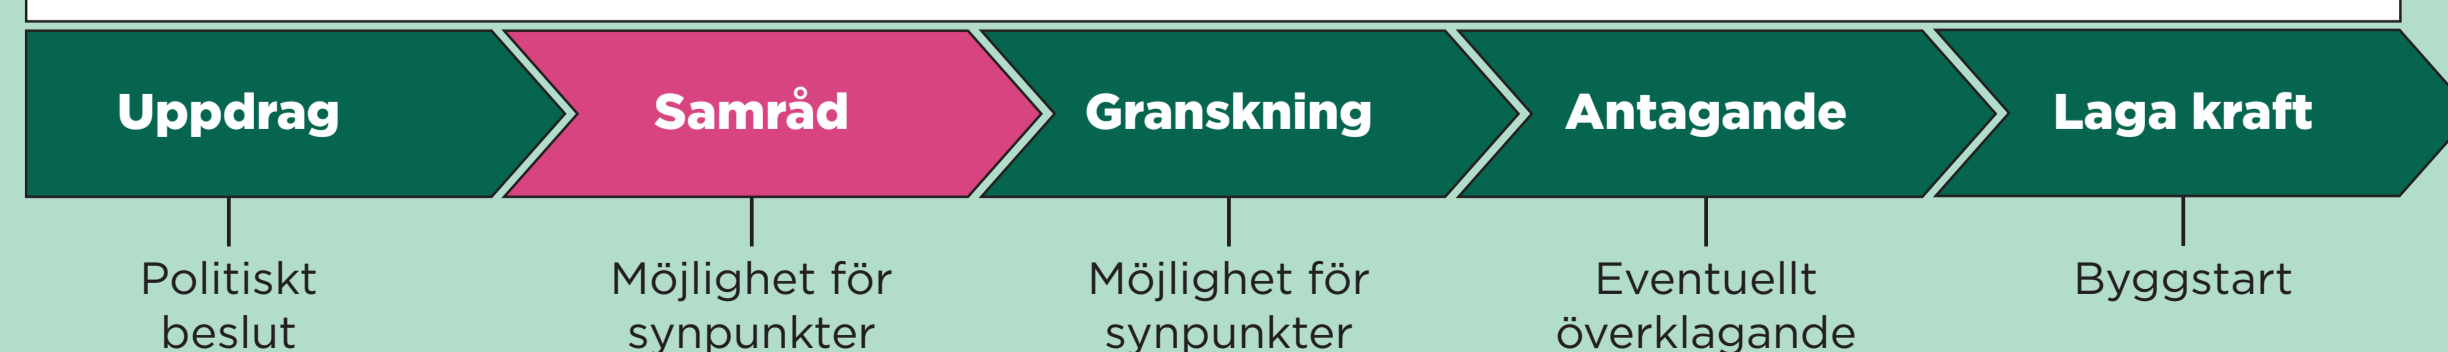 Uppdrag
Samråd
Granskning
Antagande
Laga kraft
Politiskt
beslut
Möjlighet för
synpunkter
Möjlighet för
synpunkter
Eventuellt
överklagande
Byggstart